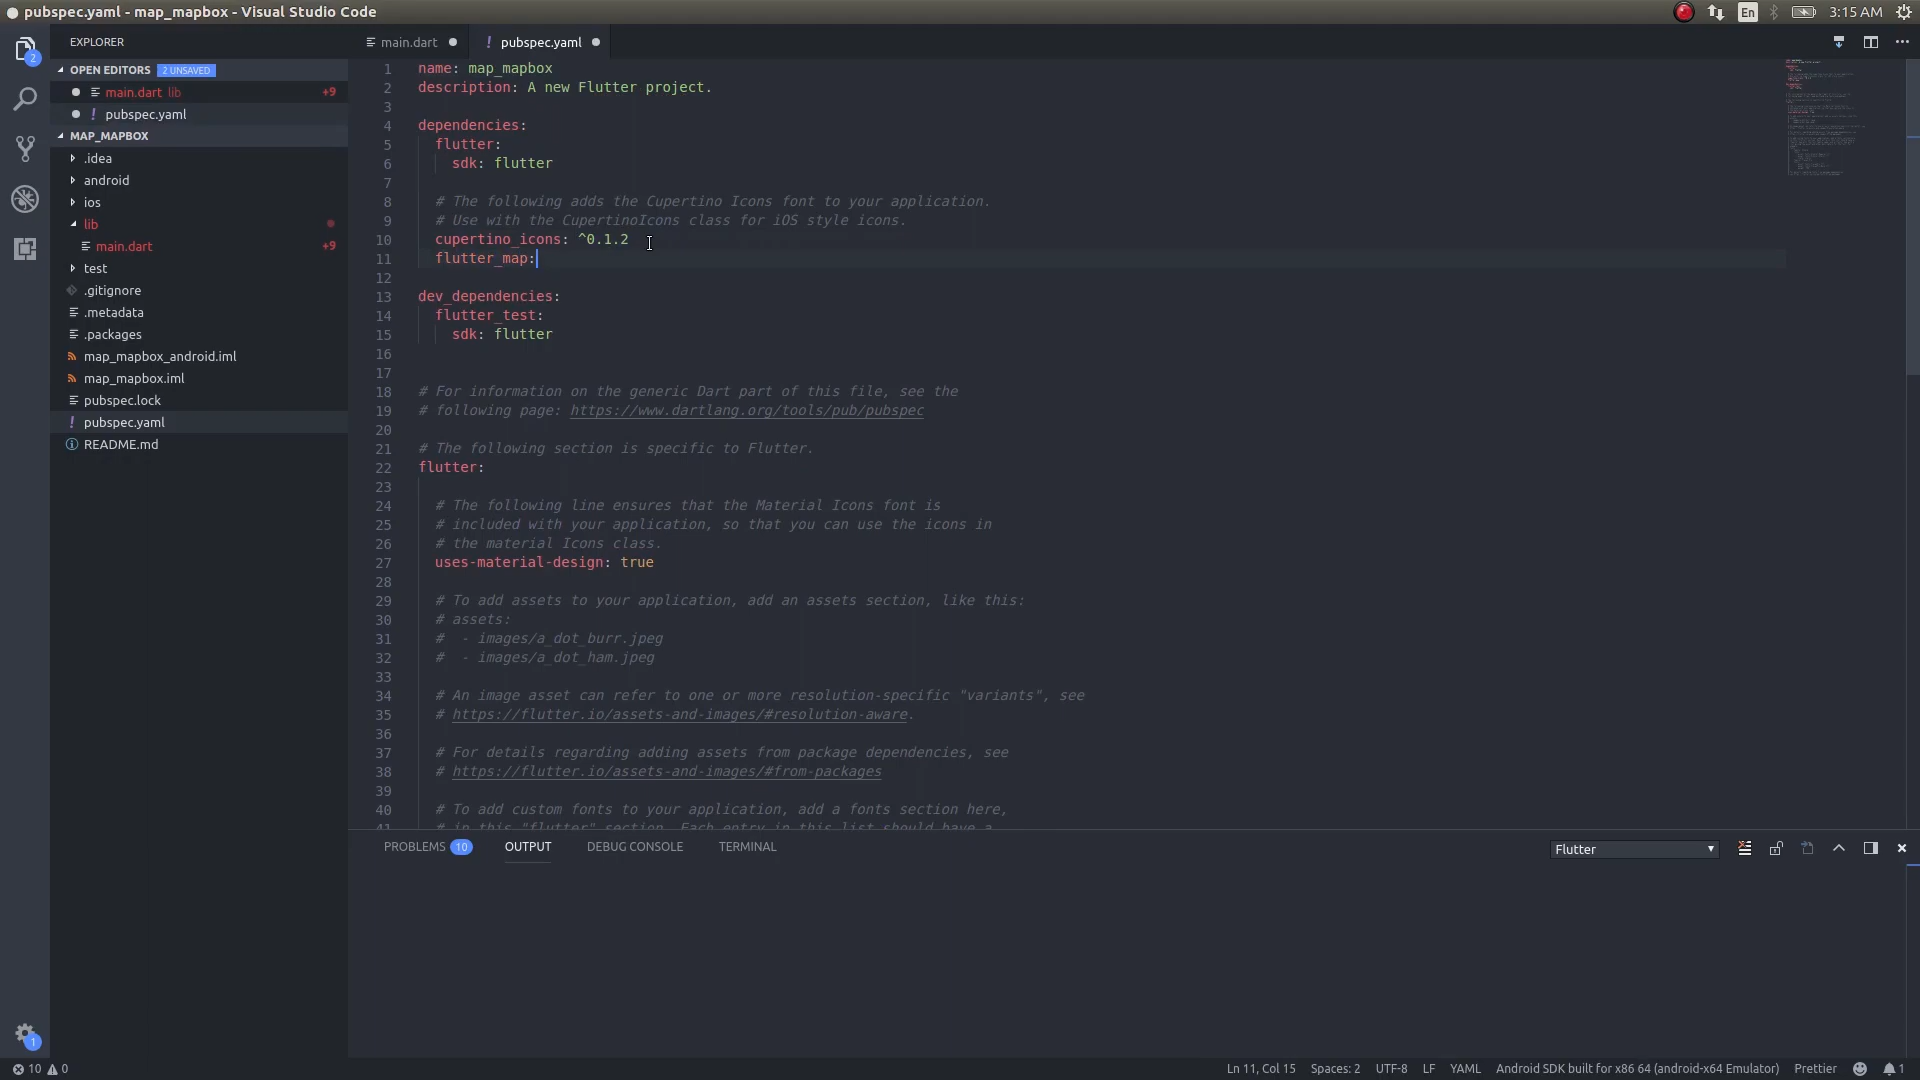 pubspec.yaml - map_mapbox - Visual Studio Code
En
3:15 AM
2
EXPLORER
OPEN EDITORS 2 UNSAVED
main.dart lib +9
pubspec.yaml
MAP_MAPBOX
.idea
android
ios
lib
main.dart +9
test
.gitignore
.metadata
.packages
map_mapbox_android.iml
map_mapbox.iml
pubspec.lock
pubspec.yaml
README.md
1
main.dart
! pubspec.yaml
1 name: map_mapbox
2 description: A new Flutter project.
3
4 dependencies:
5 flutter:
6 sdk: flutter
7
8 # The following adds the Cupertino Icons font to your application.
9 # Use with the CupertinoIcons class for iOS style icons.
10 cupertino_icons: ^0.1.2
11 flutter_map:
12
13 dev_dependencies:
14 flutter_test:
15 sdk: flutter
16
17
18 # For information on the generic Dart part of this file, see the
19 # following page: https://www.dartlang.org/tools/pub/pubspec
20
21 # The following section is specific to Flutter.
22 flutter:
23
24 # The following line ensures that the Material Icons font is
25 # included with your application, so that you can use the icons in
26 # the material Icons class.
27 uses-material-design: true
28
29 # To add assets to your application, add an assets section, like this:
30 # assets:
31 # - images/a_dot_burr.jpeg
32 # - images/a_dot_ham.jpeg
33
34 # An image asset can refer to one or more resolution-specific "variants", see
35 # https://flutter.io/assets-and-images/#resolution-aware.
36
37 # For details regarding adding assets from package dependencies, see
38 # https://flutter.io/assets-and-images/#from-packages
39
40 # To add custom fonts to your application, add a fonts section here,
41 # in this "flutter" section. Each entry in this list should have a
PROBLEMS 10 OUTPUT DEBUG CONSOLE TERMINAL
Flutter
10 0
Ln 11, Col 15 Spaces: 2 UTF-8 LF YAML Android SDK built for x86 64 (android-x64 Emulator) Prettier 1